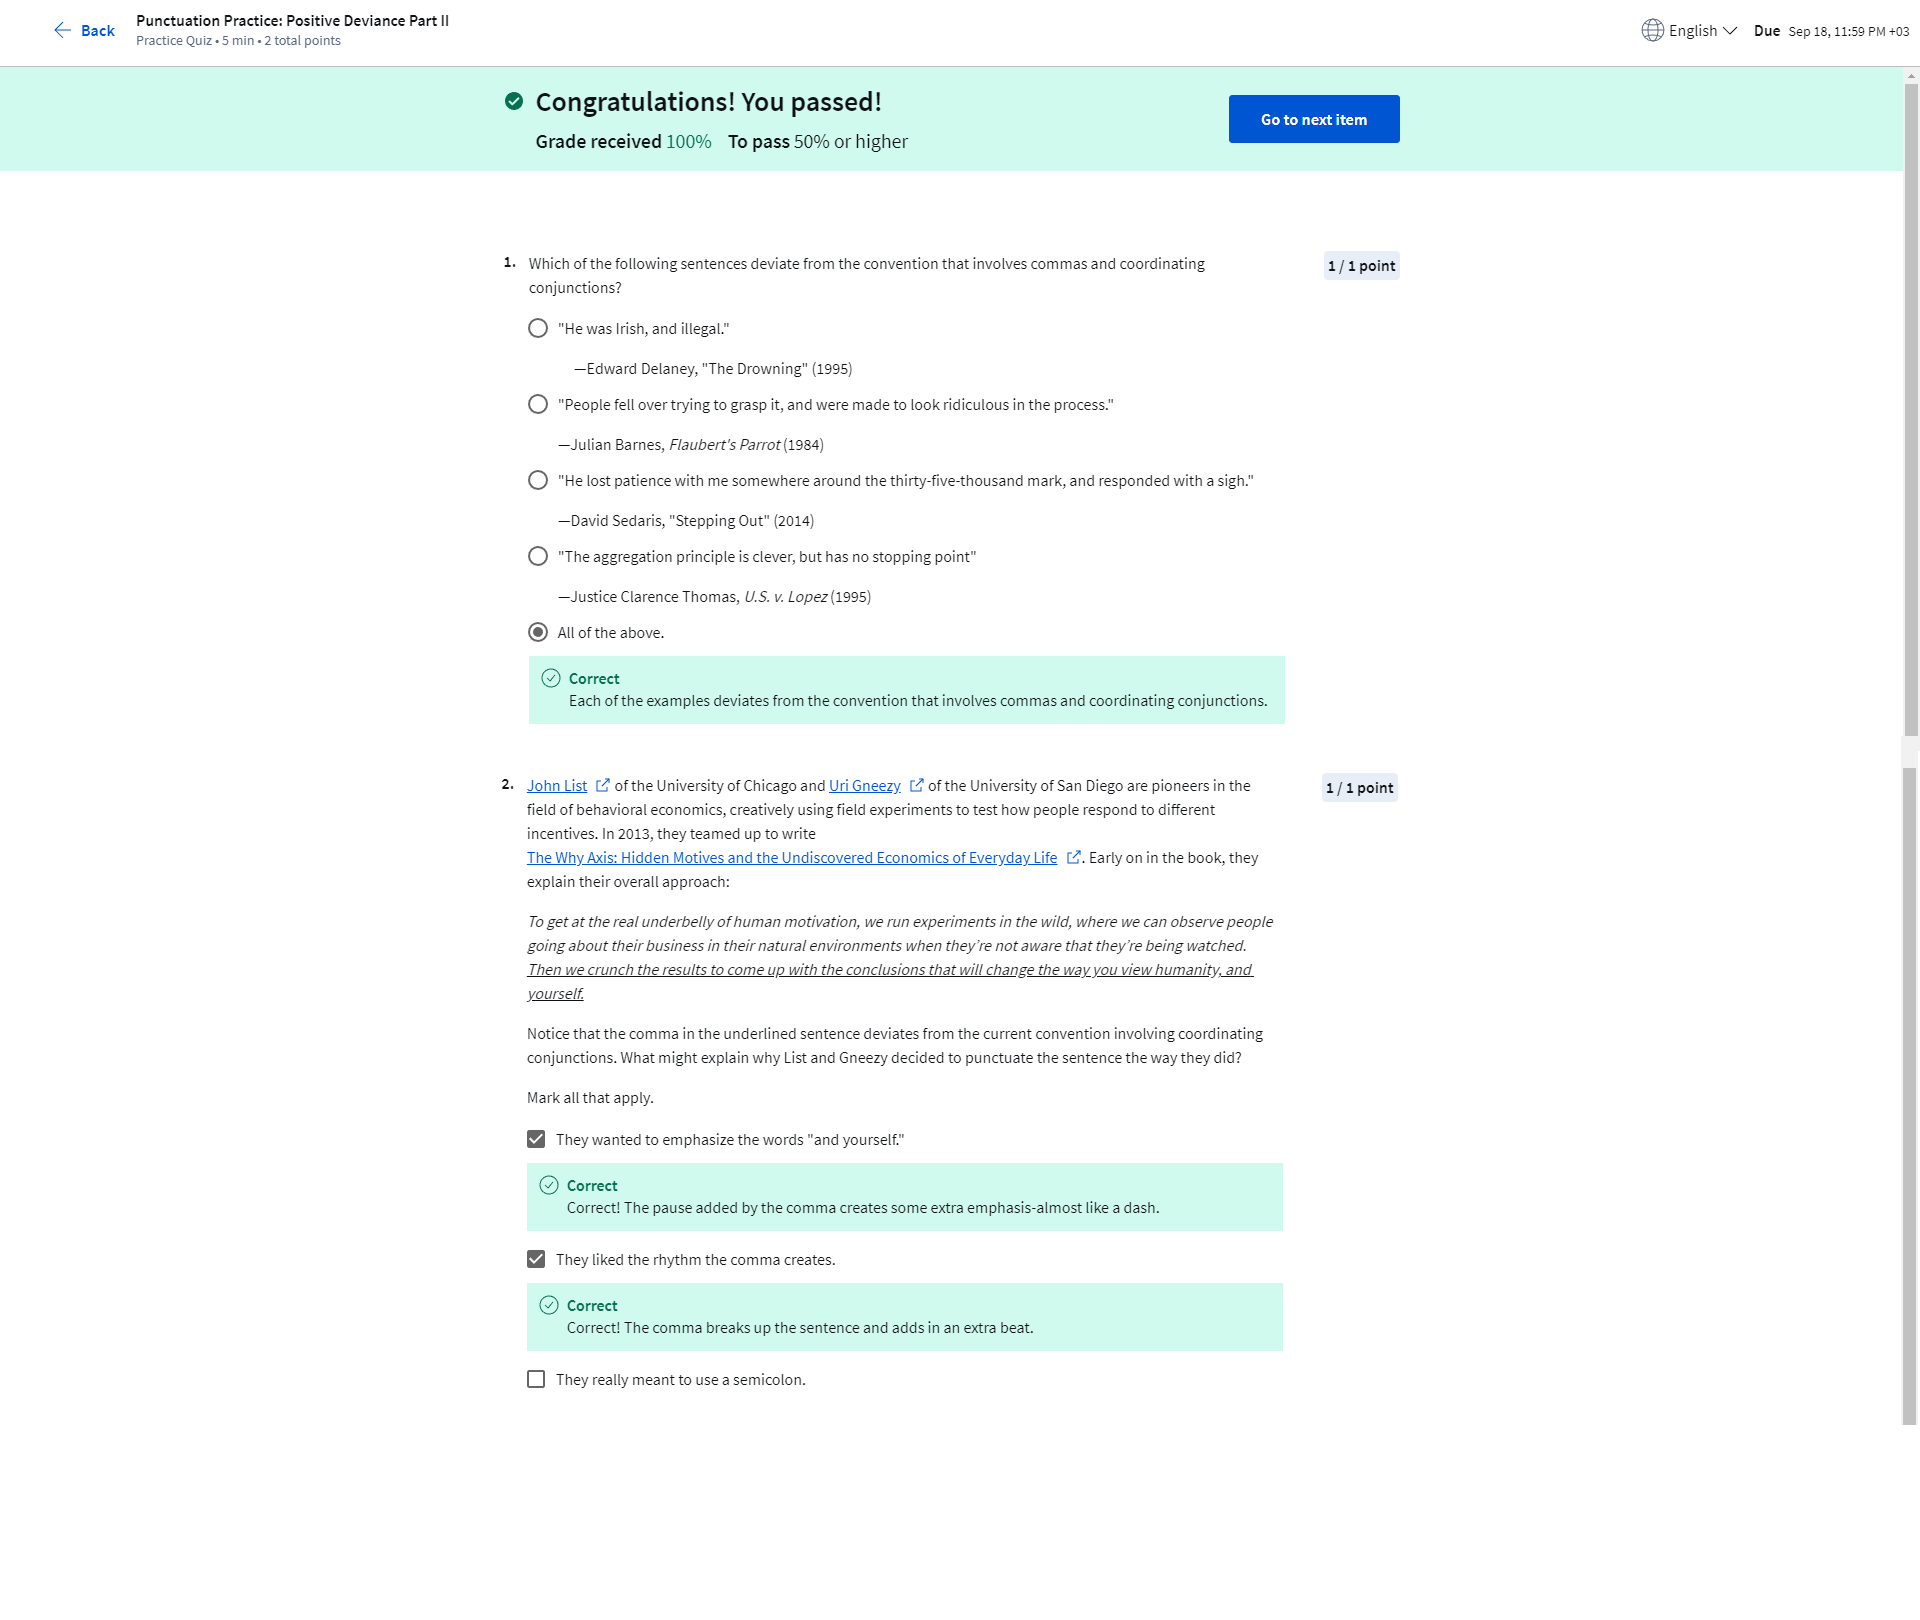 Back
Punctuation Practice: Positive Deviance Part II
Practice Quiz • 5 min • 2 total points
English
Due Sep 18, 11:59 PM +03
Congratulations! You passed!
Grade received 100% To pass 50% or higher
Go to next item
1. Which of the following sentences deviate from the convention that involves commas and coordinating
conjunctions?
1 / 1 point
"He was Irish, and illegal."
—Edward Delaney, "The Drowning" (1995)
"People fell over trying to grasp it, and were made to look ridiculous in the process."
—Julian Barnes, Flaubert's Parrot (1984)
"He lost patience with me somewhere around the thirty-five-thousand mark, and responded with a sigh."
—David Sedaris, "Stepping Out" (2014)
"The aggregation principle is clever, but has no stopping point"
—Justice Clarence Thomas, U.S. v. Lopez (1995)
All of the above.
Correct
Each of the examples deviates from the convention that involves commas and coordinating conjunctions.
2. John List of the University of Chicago and Uri Gneezy of the University of San Diego are pioneers in the
field of behavioral economics, creatively using field experiments to test how people respond to different
incentives. In 2013, they teamed up to write
The Why Axis: Hidden Motives and the Undiscovered Economics of Everyday Life. Early on in the book, they
explain their overall approach:
1 / 1 point
To get at the real underbelly of human motivation, we run experiments in the wild, where we can observe people
going about their business in their natural environments when they’re not aware that they’re being watched.
Then we crunch the results to come up with the conclusions that will change the way you view humanity, and
yourself.
Notice that the comma in the underlined sentence deviates from the current convention involving coordinating
conjunctions. What might explain why List and Gneezy decided to punctuate the sentence the way they did?
Mark all that apply.
They wanted to emphasize the words "and yourself."
Correct
Correct! The pause added by the comma creates some extra emphasis-almost like a dash.
They liked the rhythm the comma creates.
Correct
Correct! The comma breaks up the sentence and adds in an extra beat.
They really meant to use a semicolon.